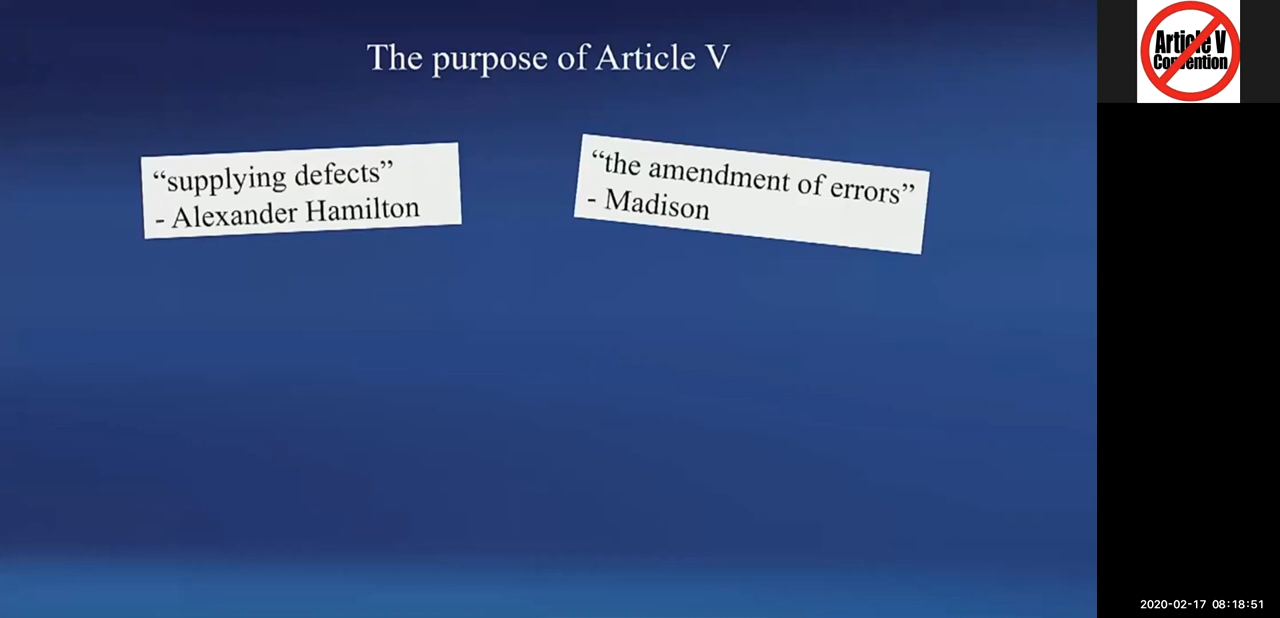 The purpose of Article V
“supplying defects”
- Alexander Hamilton
“the amendment of errors”
- Madison
Article V
Convention
2020-02-17 08:18:51